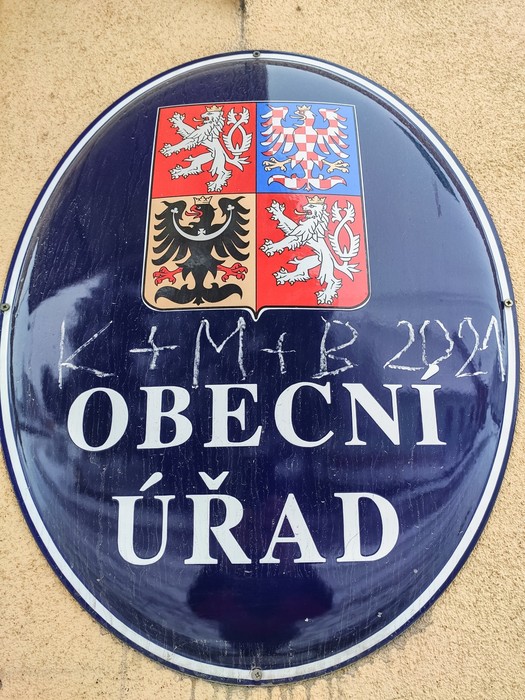 K + M + B 2021
OBECNÍ
ÚŘAD